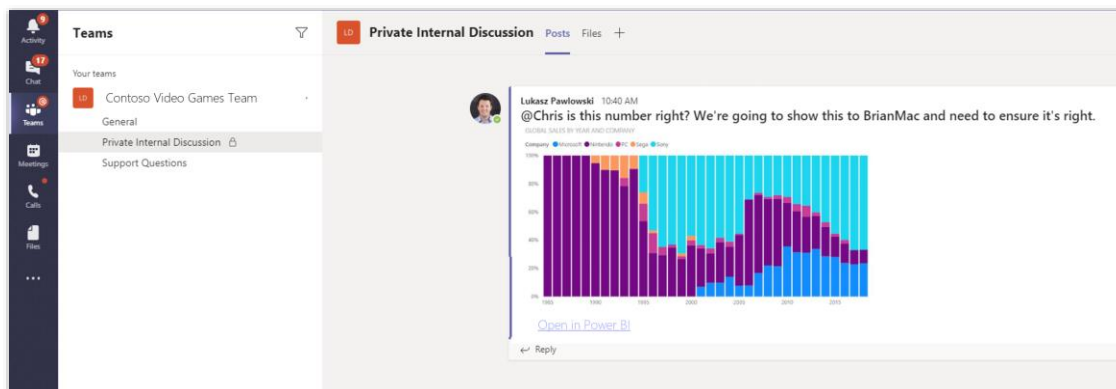 9
Activity
17
Chat
@
Teams
Meetings
Calls
Files
...
Teams
Your teams
LD Contoso Video Games Team
General
Private Internal Discussion
Support Questions
LD Private Internal Discussion Posts Files +
Lukasz Pawlowski 10:40 AM
@Chris is this number right? We're going to show this to BrianMac and need to ensure it's right.
GLOBAL SALES BY YEAR AND COMPANY
Company Microsoft Nintendo PC Sega Sony
100%
80%
60%
40%
20%
0%
1985 1990 1995 2000 2005 2010 2015
Open in Power BI
Reply